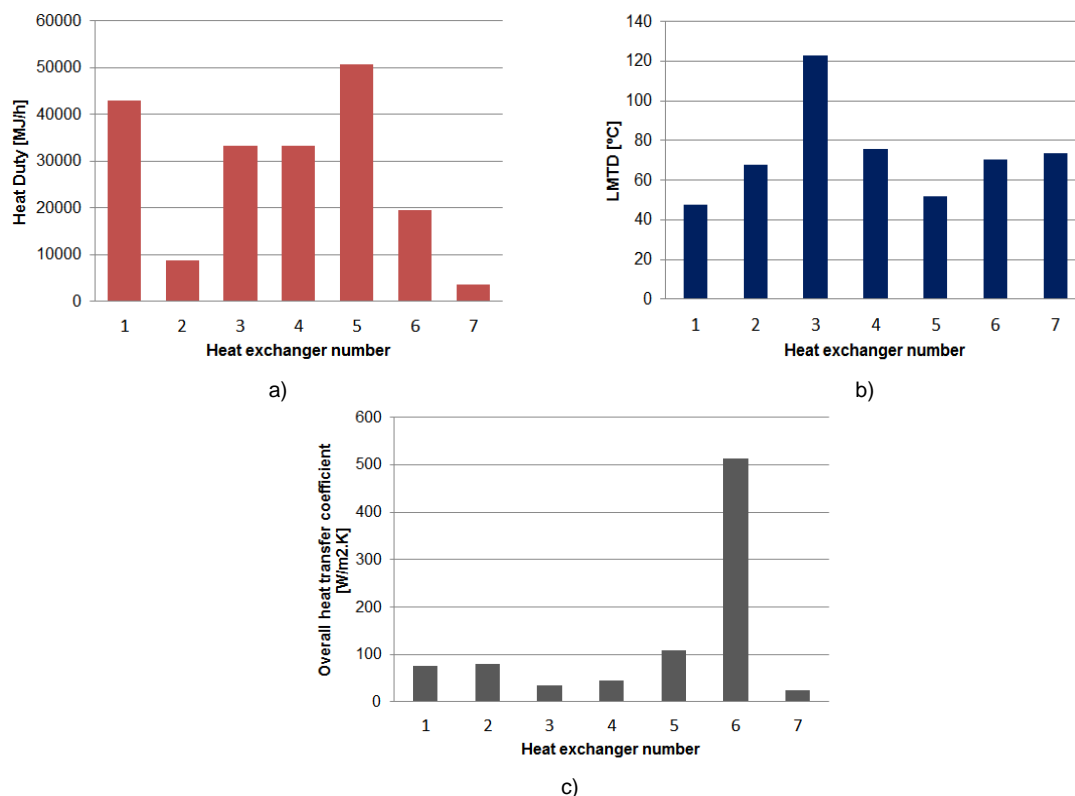 60000
50000
40000
30000
20000
10000
0
Heat Duty [MJ/h]
1 2 3 4 5 6 7
Heat exchanger number
a)
140
120
100
80
60
40
20
0
LMTD [ºC]
1 2 3 4 5 6 7
Heat exchanger number
b)
600
500
400
300
200
100
0
Overall heat transfer coefficient
[W/m2.K]
1 2 3 4 5 6 7
Heat exchanger number
c)